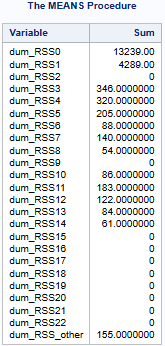 The MEANS Procedure
Variable Sum
dum_RSS0 13239.00
dum_RSS1 4289.00
dum_RSS2 0
dum_RSS3 346.0000000
dum_RSS4 320.0000000
dum_RSS5 205.0000000
dum_RSS6 88.0000000
dum_RSS7 140.0000000
dum_RSS8 54.0000000
dum_RSS9 0
dum_RSS10 86.0000000
dum_RSS11 183.0000000
dum_RSS12 122.0000000
dum_RSS13 84.0000000
dum_RSS14 61.0000000
dum_RSS15 0
dum_RSS16 0
dum_RSS17 0
dum_RSS18 0
dum_RSS19 0
dum_RSS20 0
dum_RSS21 0
dum_RSS22 0
dum_RSS_other 155.0000000